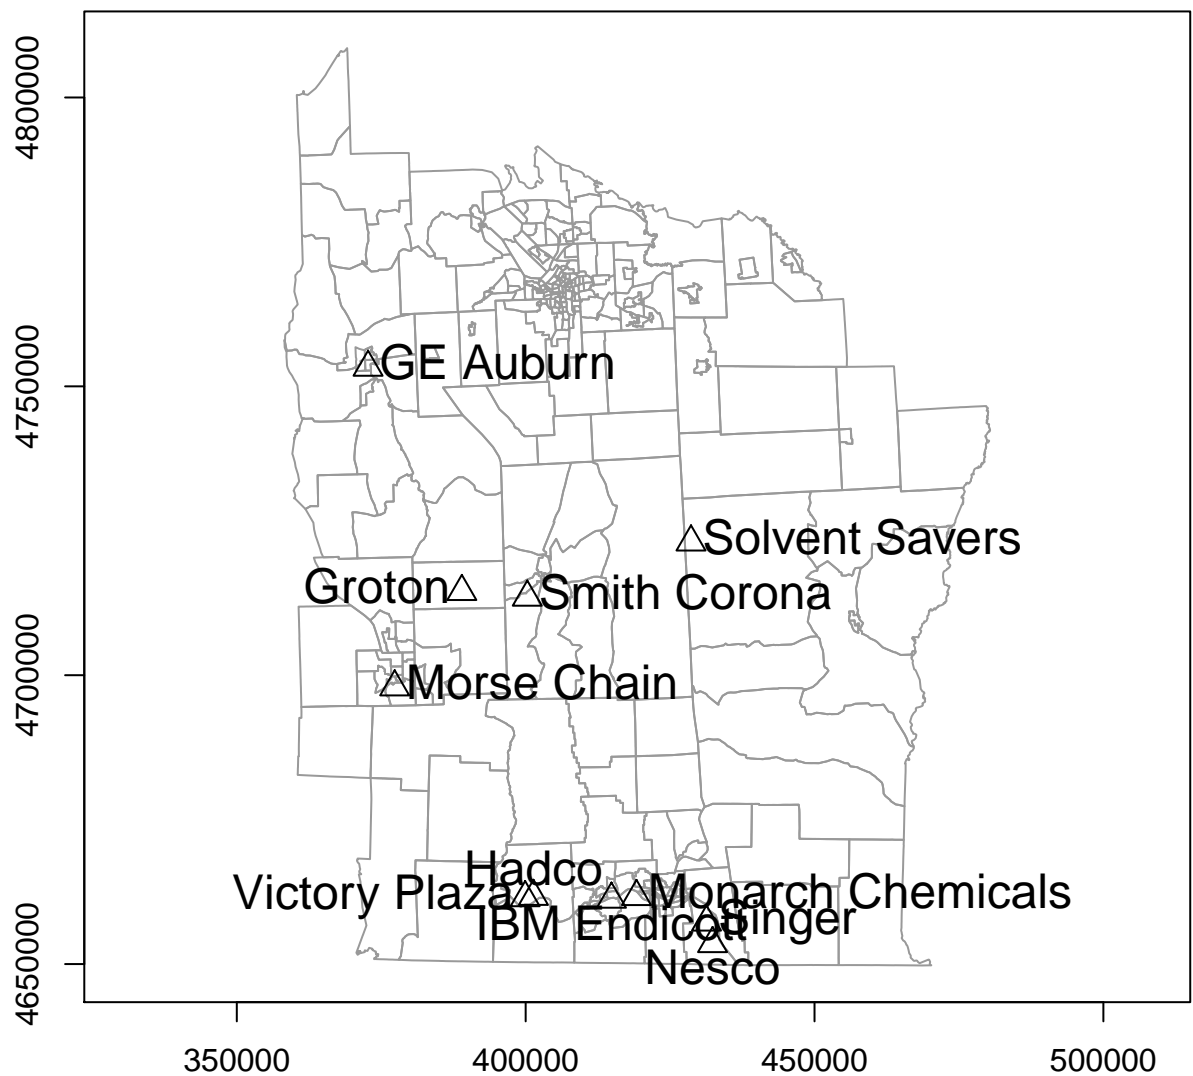 4800000
4750000
4700000
4650000
GE Auburn
Solvent Savers
Groton
Smith Corona
Morse Chain
Hadco
Victory Plaza
Monarch Chemicals
IBM Endicott
Singer
Nesco
350000
400000
450000
500000